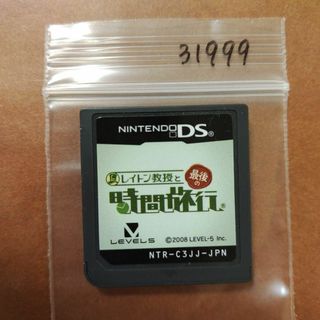 31999
NINTENDO DS
レイトン教授と
最後の
時間旅行
LEVEL5
©2008 LEVEL-5 Inc.
NTR-C3JJ-JPN